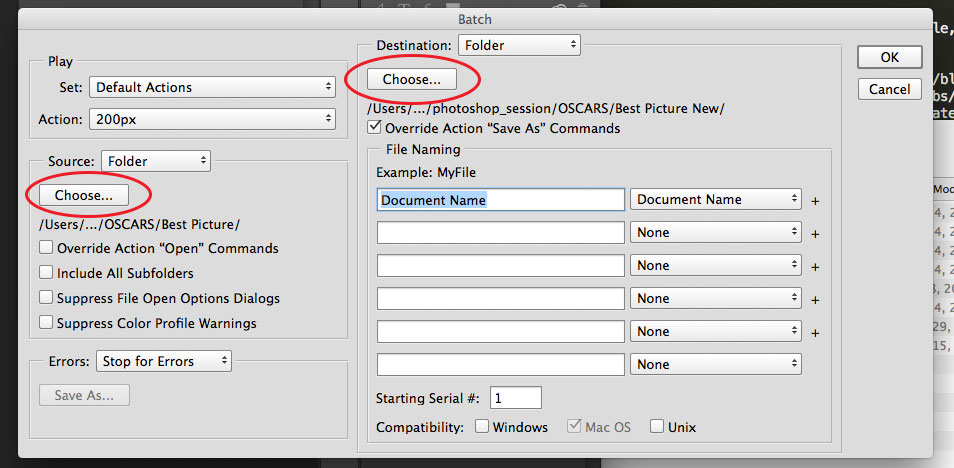 Batch
Play
Set: Default Actions
Action: 200px
Source: Folder
Choose...
/Users/.../OSCARS/Best Picture/
Override Action “Open” Commands
Include All Subfolders
Suppress File Open Options Dialogs
Suppress Color Profile Warnings
Errors: Stop for Errors
Save As...
Destination: Folder
Choose...
/Users/.../photoshop_session/OSCARS/Best Picture New/
Override Action “Save As” Commands
File Naming
Example: MyFile
Document Name Document Name +
None +
None +
None +
None +
None
Starting Serial #: 1
Compatibility: Windows Mac OS Unix
OK
Cancel